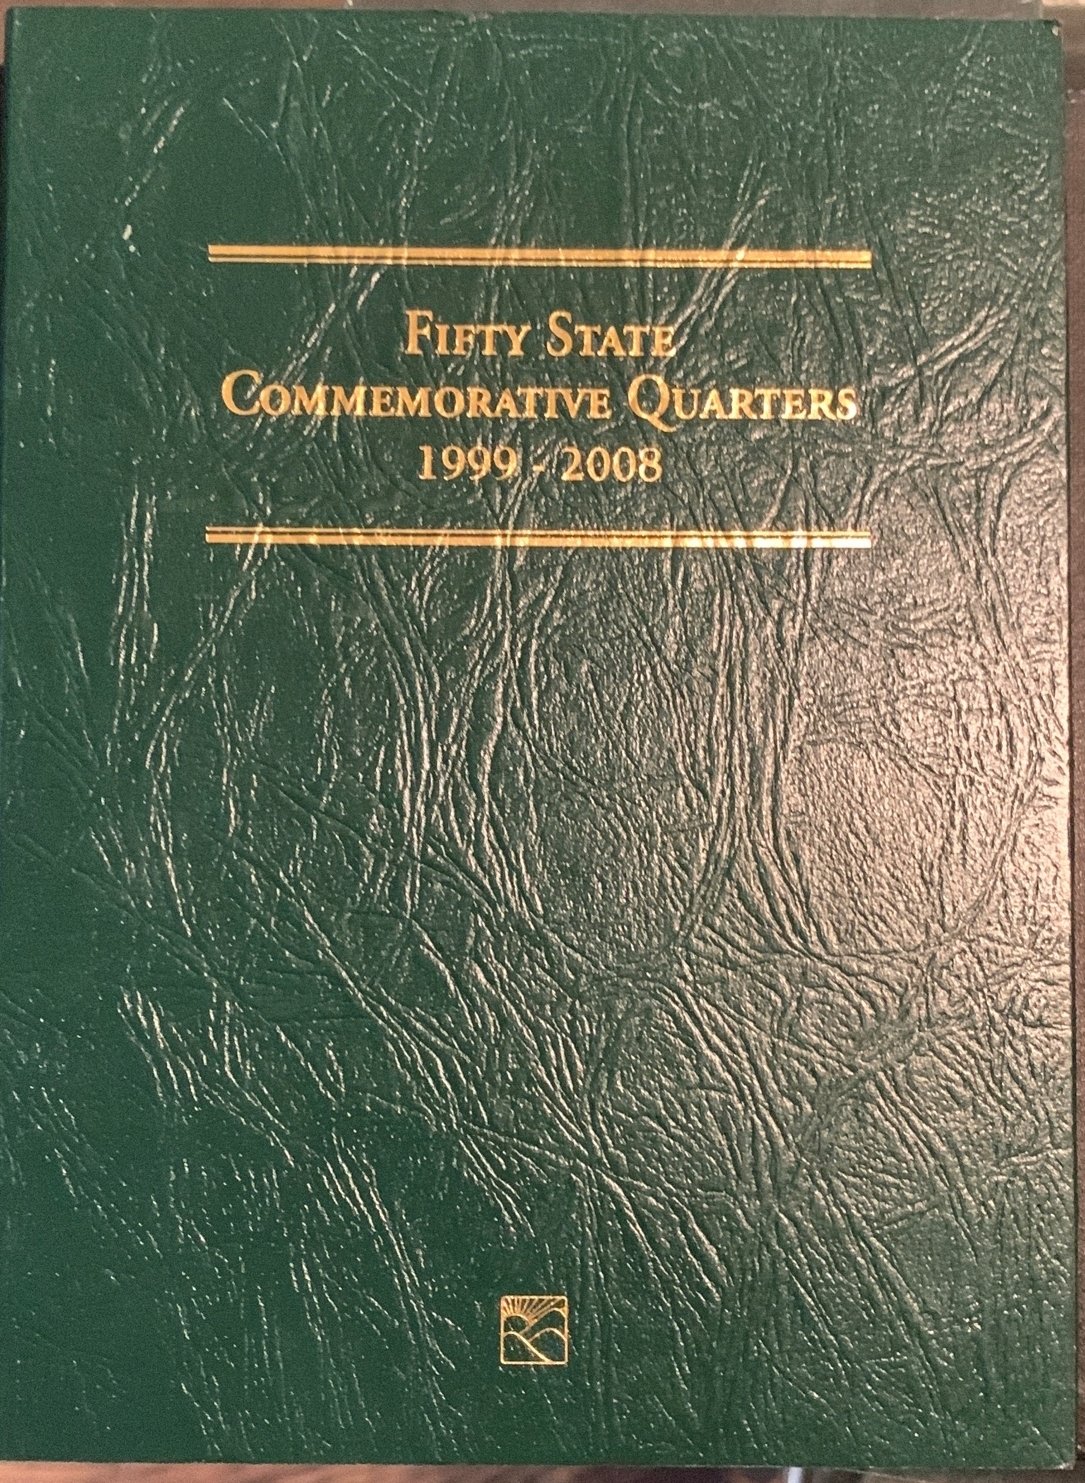 Fifty State
Commemorative Quarters
1999 - 2008